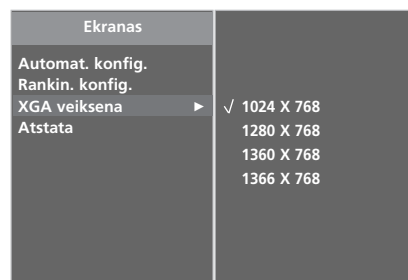 Ekranas
Automat. konfig.
Rankin. konfig.
XGA veiksena ►
Atstata
√ 1024 X 768
1280 X 768
1360 X 768
1366 X 768